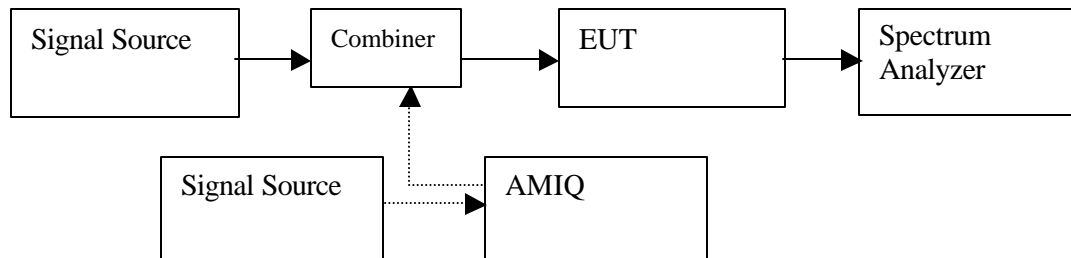 Signal Source
Combiner
EUT
Spectrum
Analyzer
Signal Source
AMIQ